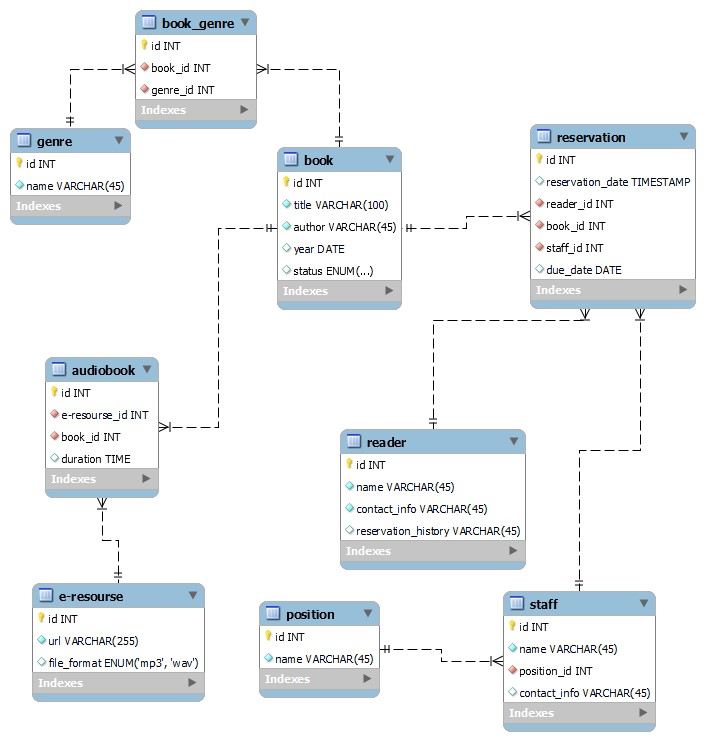 book_genre
id INT
book_id INT
genre_id INT
Indexes
genre
id INT
name VARCHAR(45)
Indexes
book
id INT
title VARCHAR(100)
author VARCHAR(45)
year DATE
status ENUM(...)
Indexes
reservation
id INT
reservation_date TIMESTAMP
reader_id INT
book_id INT
staff_id INT
due_date DATE
Indexes
audiobook
id INT
e-resourse_id INT
book_id INT
duration TIME
Indexes
reader
id INT
name VARCHAR(45)
contact_info VARCHAR(45)
reservation_history VARCHAR(45)
Indexes
e-resourse
id INT
url VARCHAR(255)
file_format ENUM('mp3', 'wav')
Indexes
position
id INT
name VARCHAR(45)
Indexes
staff
id INT
name VARCHAR(45)
position_id INT
contact_info VARCHAR(45)
Indexes